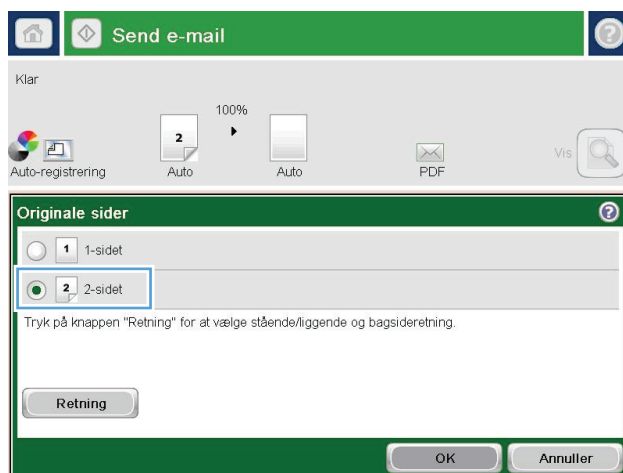 Send e-mail
Klar
100%
2
Auto-registrering
Auto
Auto
PDF
Vis
Originale sider
1 1-sidet
2 2-sidet
Tryk på knappen "Retning" for at vælge stående/liggende og bagsideretning.
Retning
OK Annuller